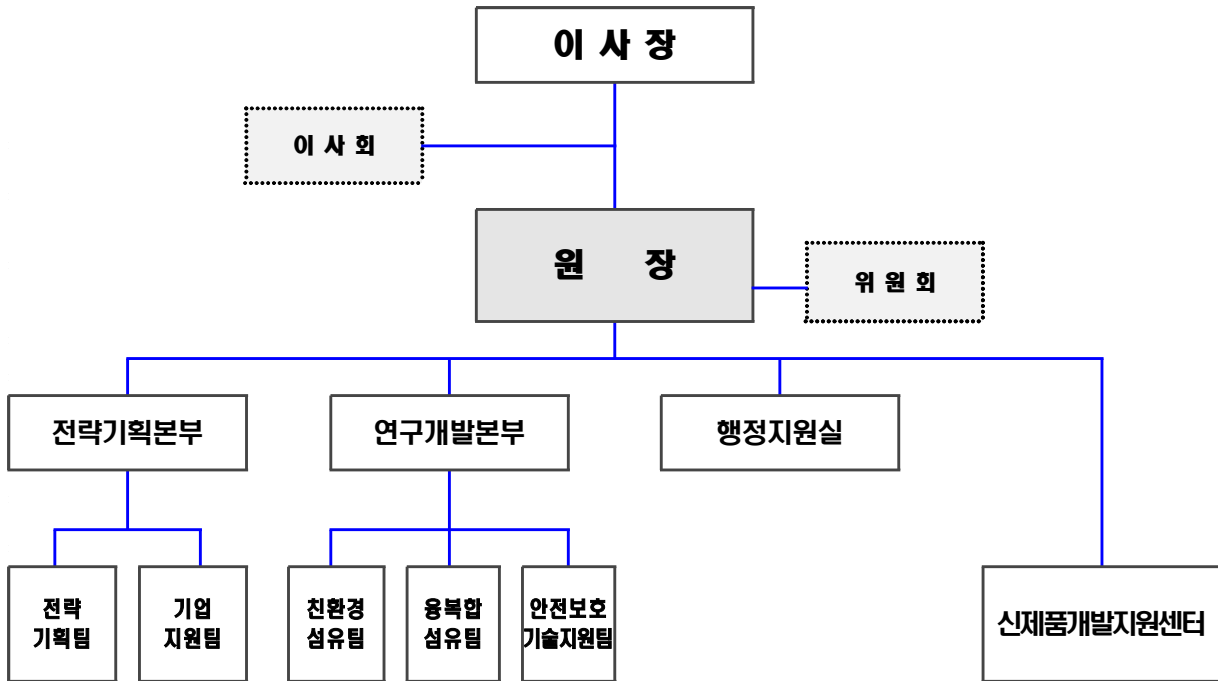 이 사 장
이 사 회
원 장
위 원 회
전략기획본부
연구개발본부
행정지원실
전략
기획팀
기업
지원팀
친환경
섬유팀
융복합
섬유팀
안전보호
기술지원팀
신제품개발지원센터